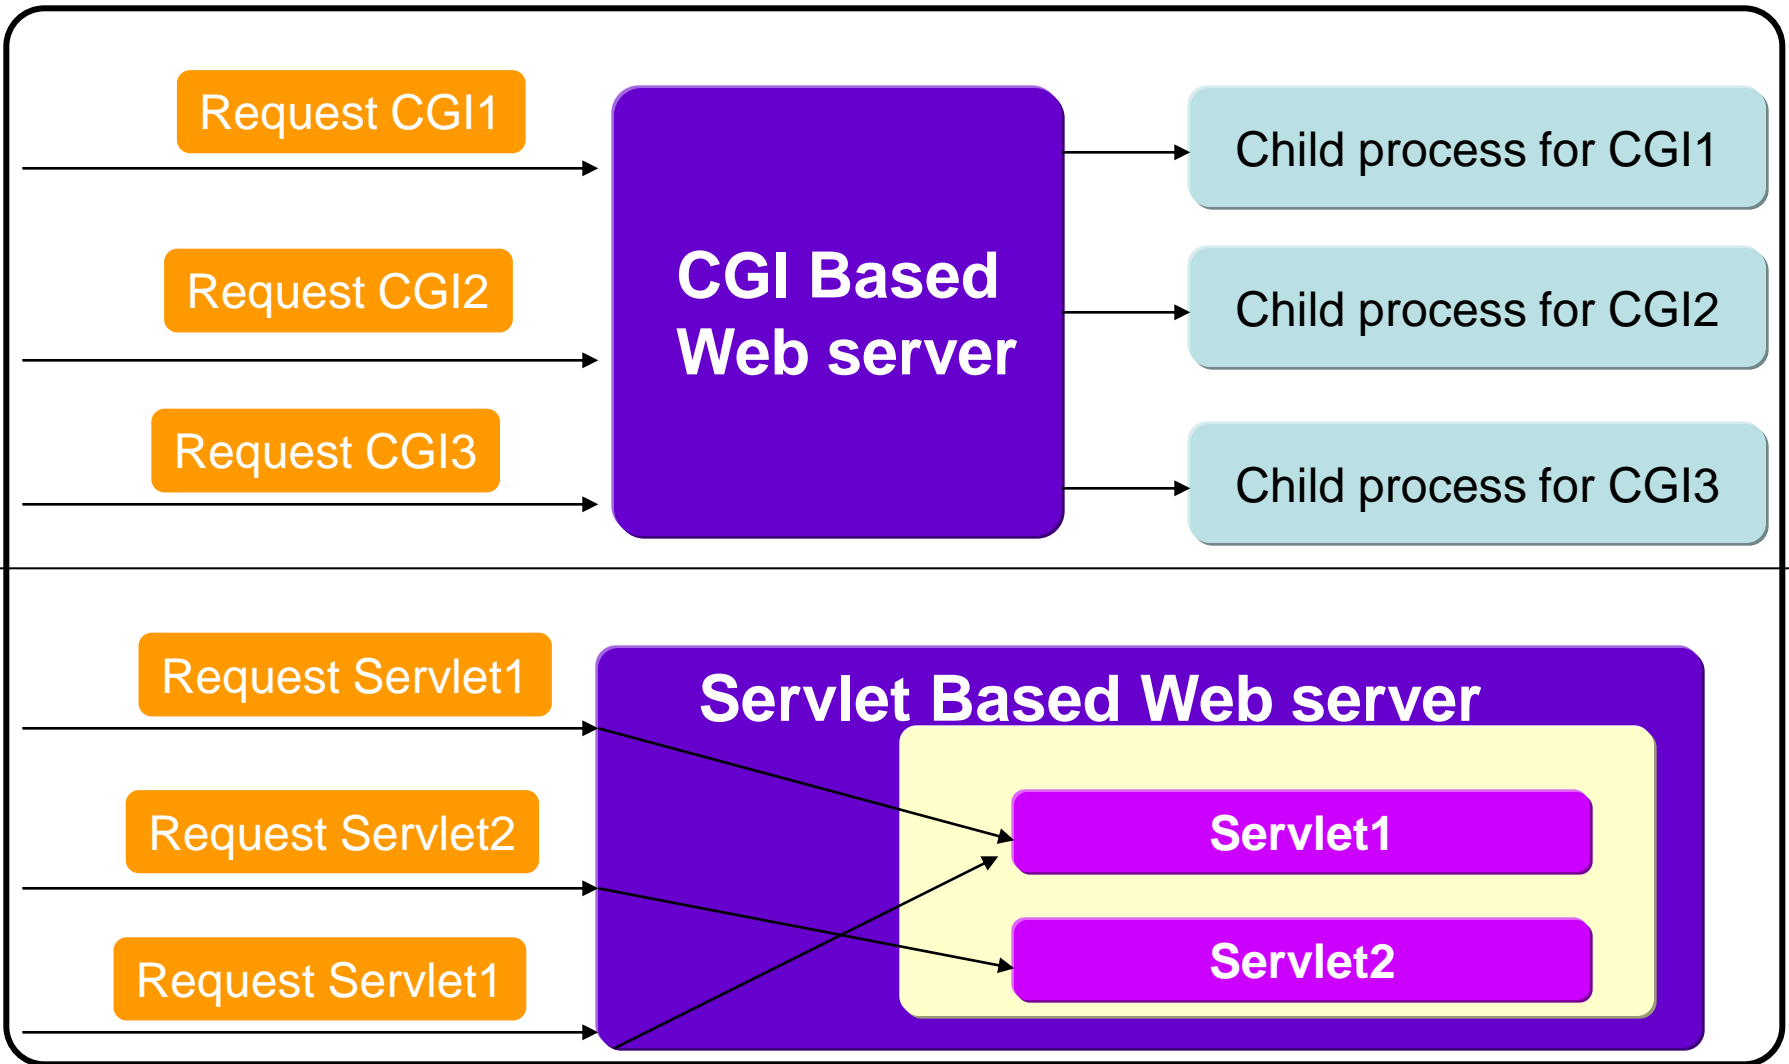 Request CGI1
Request CGI2
Request CGI3
CGI Based
Web server
Child process for CGI1
Child process for CGI2
Child process for CGI3
Request Servlet1
Request Servlet2
Request Servlet1
Servlet Based Web server
Servlet1
Servlet2